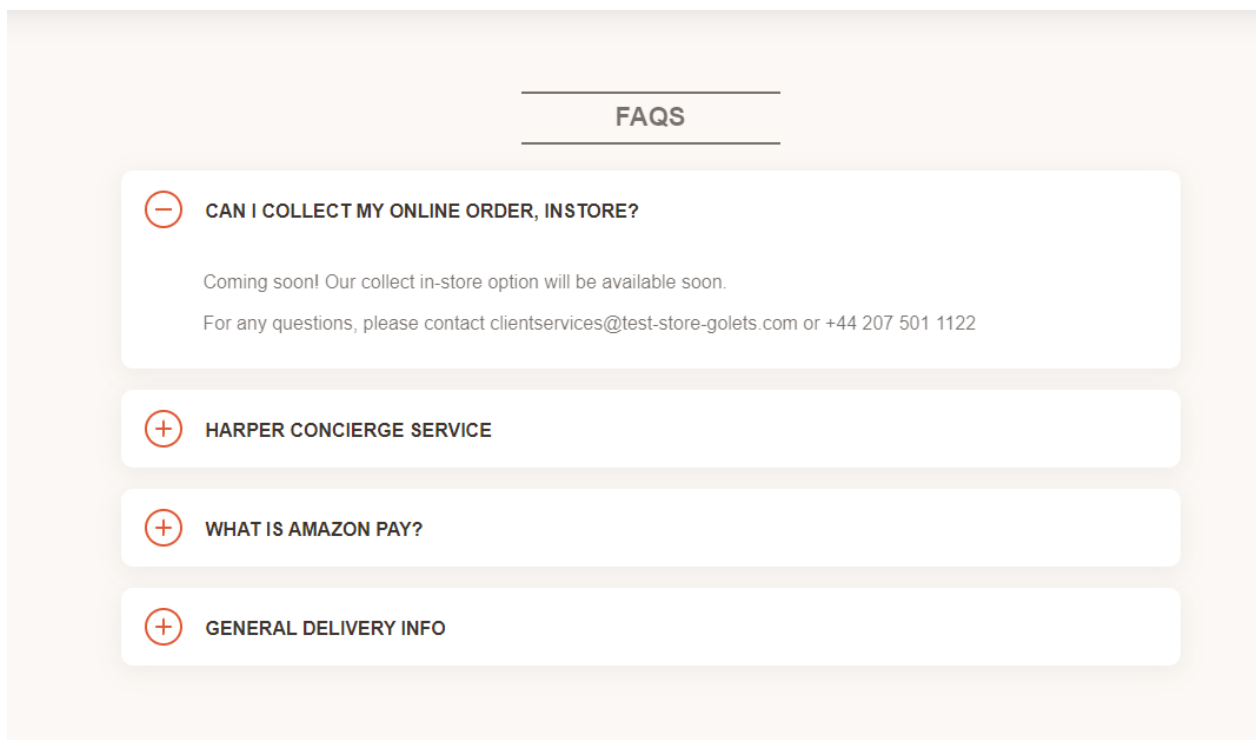 FAQS
CAN I COLLECT MY ONLINE ORDER, INSTORE?
Coming soon! Our collect in-store option will be available soon.
For any questions, please contact clientservices@test-store-golets.com or +44 207 501 1122
HARPER CONCIERGE SERVICE
WHAT IS AMAZON PAY?
GENERAL DELIVERY INFO